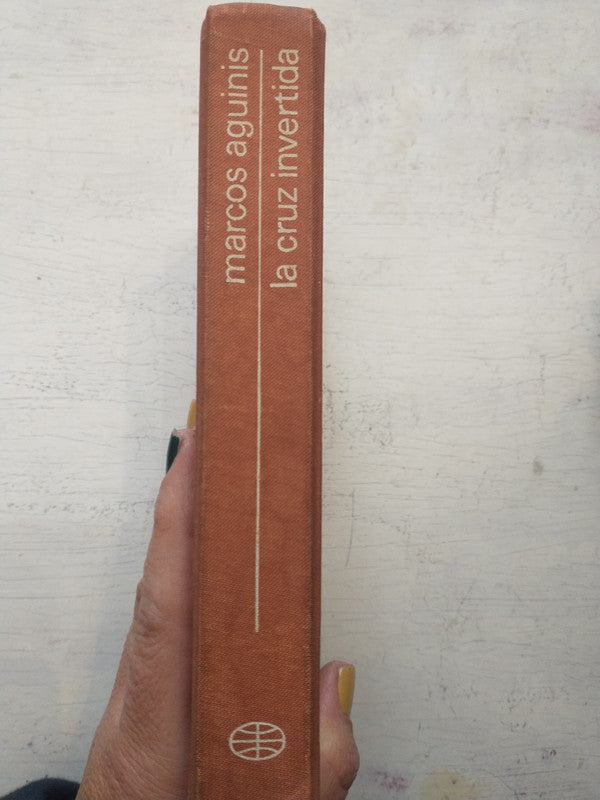 marcos aguinis
la cruz invertida